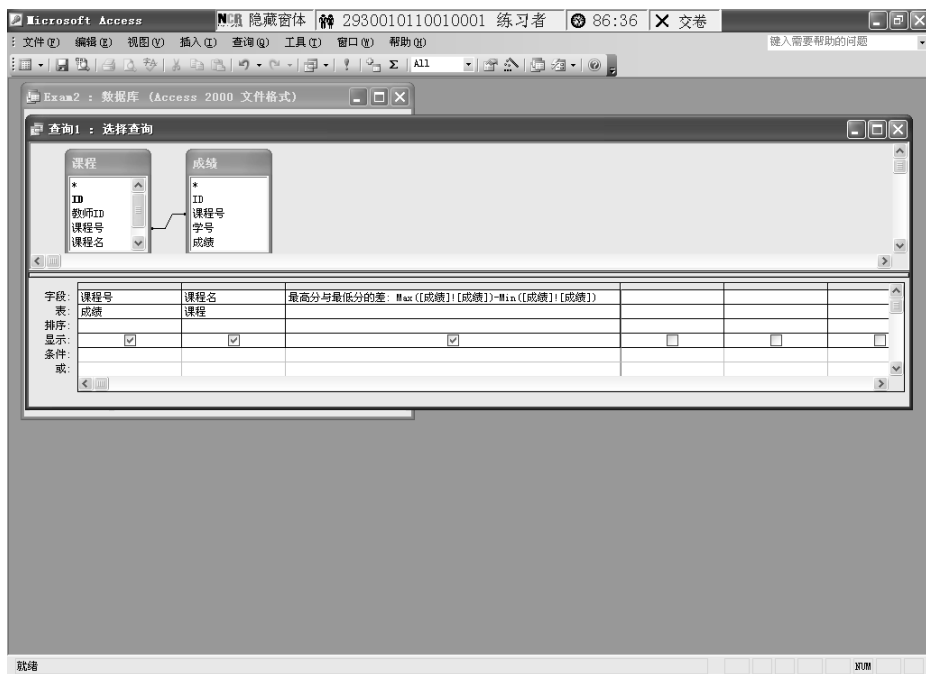 Microsoft Access NCR 隐藏窗体 2930010110010001 练习者 86:36 交卷
文件(F) 编辑(E) 视图(V) 插入(I) 查询(Q) 工具(T) 窗口(W) 帮助(H) 键入需要帮助的问题
Σ All
Exam2 : 数据库 (Access 2000 文件格式)
查询1 : 选择查询
课程 成绩
* *
ID ID
教师ID 课程号
课程号 学号
课程名 成绩
字段: 课程号 课程名 最高分与最低分的差: Max([成绩]![成绩])-Min([成绩]![成绩])
表: 成绩 课程
排序:
显示:
条件:
或:
就绪 NUM